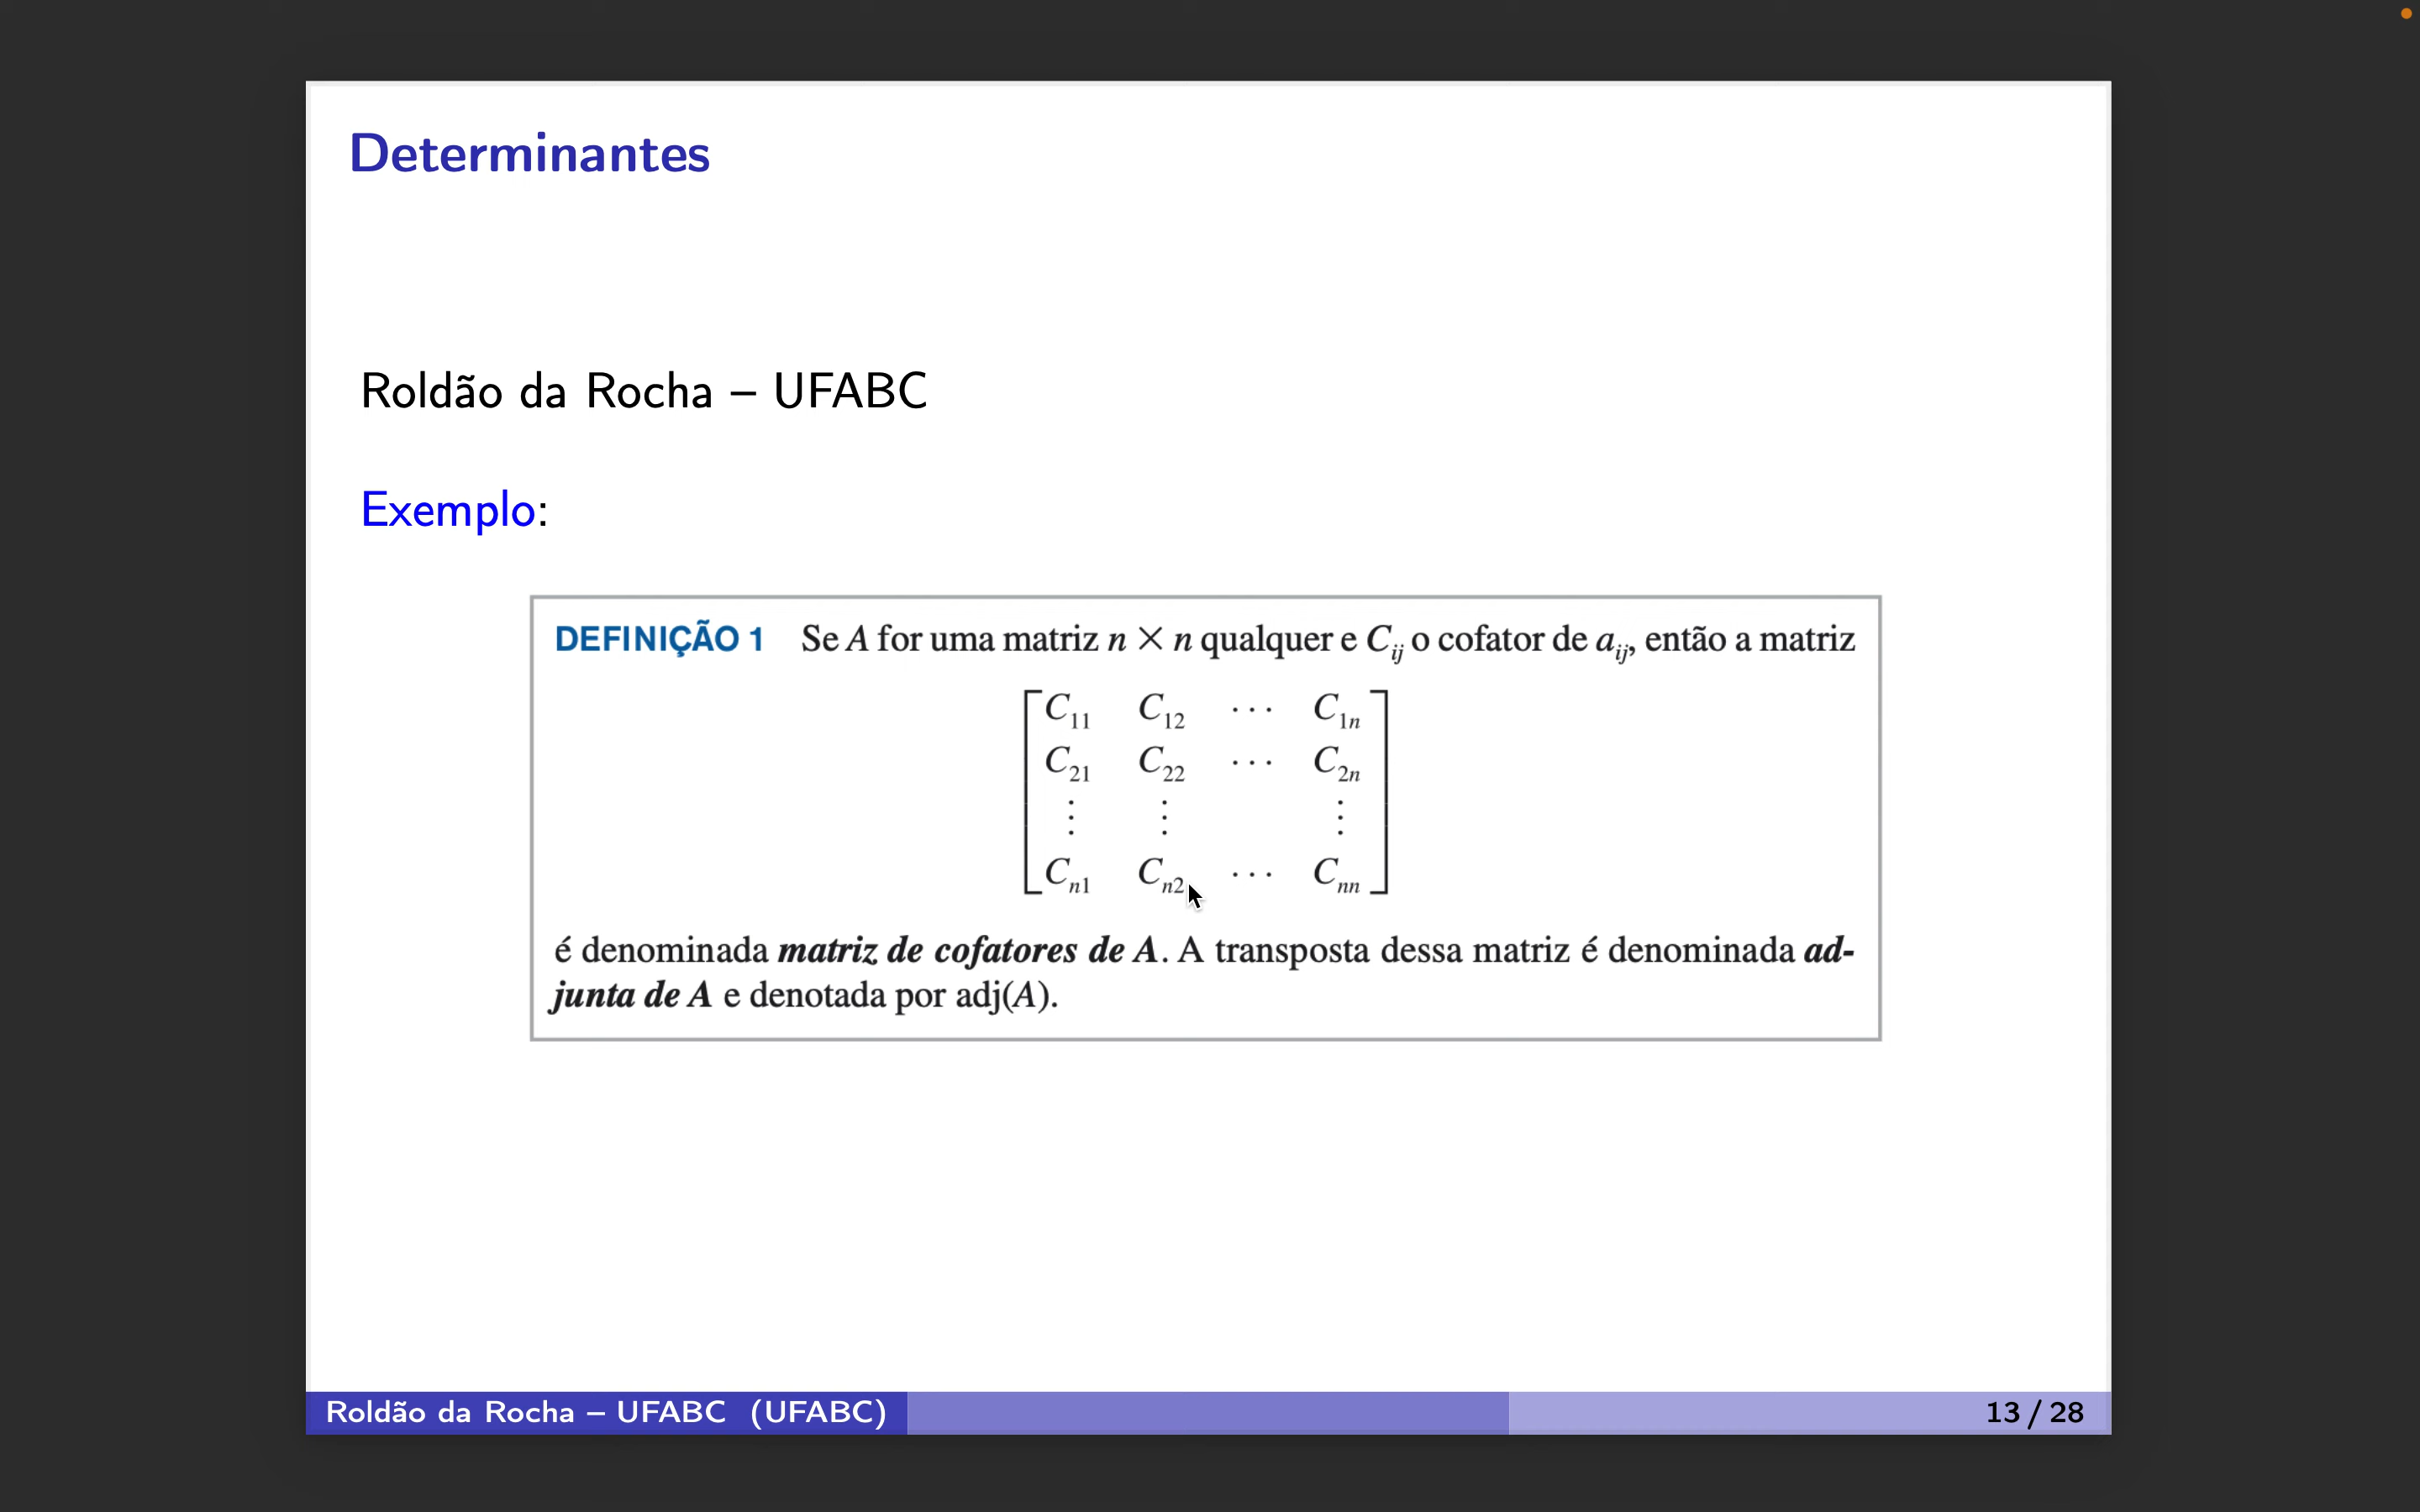 Determinantes
Roldão da Rocha – UFABC
Exemplo:
DEFINIÇÃO 1 Se A for uma matriz n × n qualquer e C_ij o cofator de a_ij, então a matriz
C_11 C_12 ··· C_1n
C_21 C_22 ··· C_2n
⋮ ⋮ ⋮
C_n1 C_n2 ··· C_nn
é denominada matriz de cofatores de A. A transposta dessa matriz é denominada ad-
junta de A e denotada por adj(A).
Roldão da Rocha – UFABC (UFABC)
13 / 28